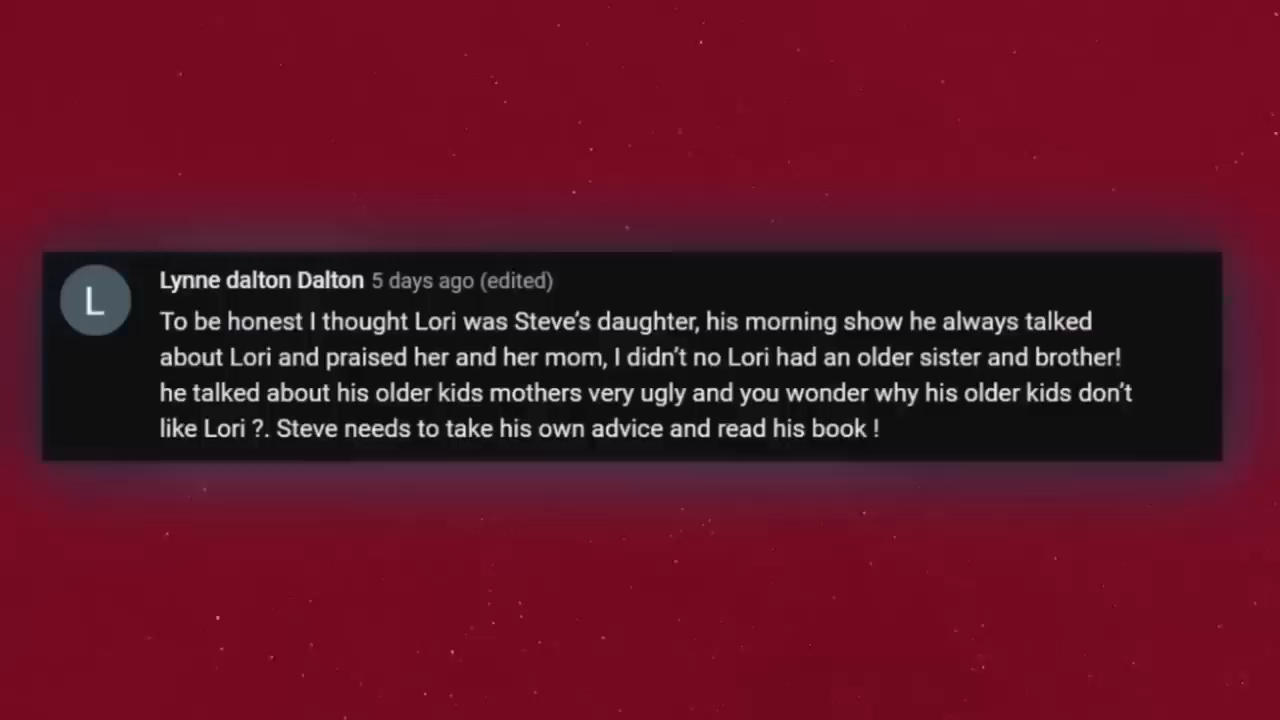 L
Lynne dalton Dalton 5 days ago (edited)
To be honest I thought Lori was Steve's daughter, his morning show he always talked
about Lori and praised her and her mom, I didn't no Lori had an older sister and brother!
he talked about his older kids mothers very ugly and you wonder why his older kids don't
like Lori ?. Steve needs to take his own advice and read his book !